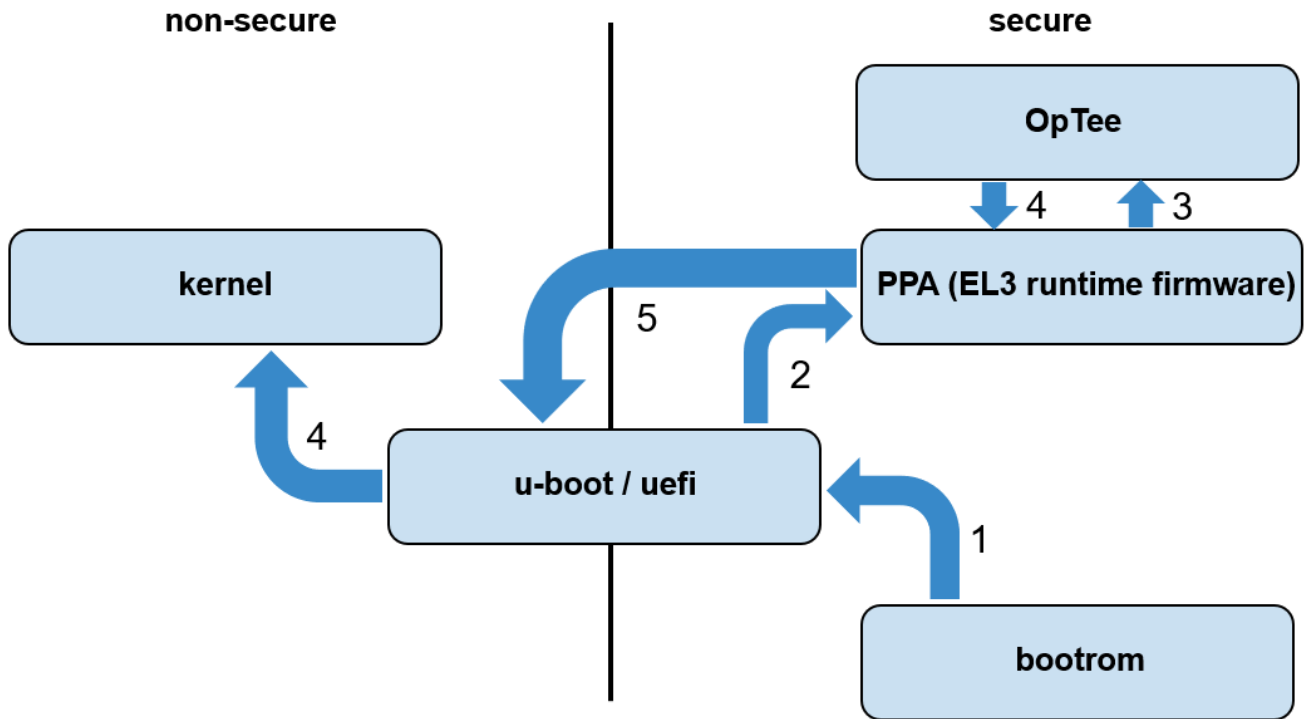 non-secure
secure
OpTee
4
3
kernel
PPA (EL3 runtime firmware)
5
2
4
u-boot / uefi
1
bootrom